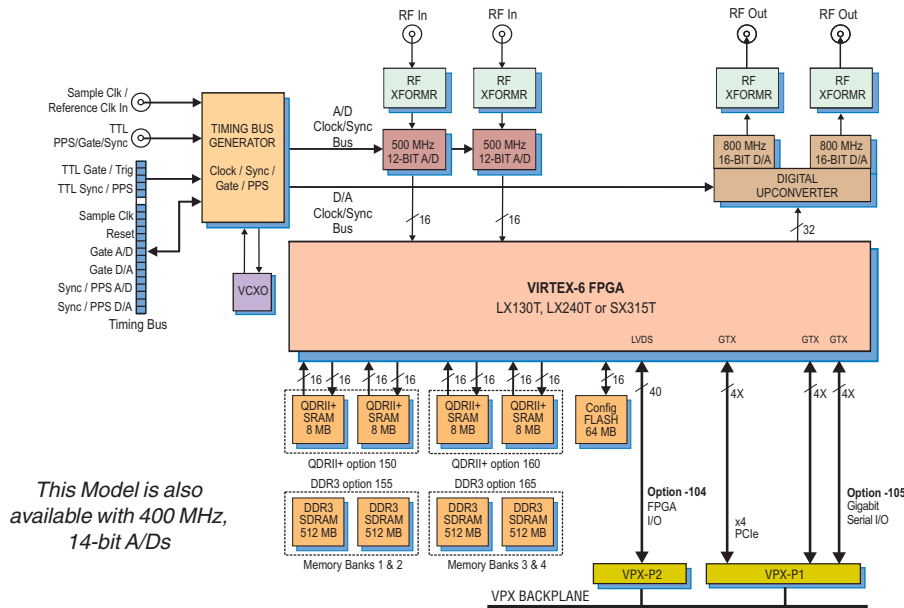 RF In
RF In
RF Out
RF Out
Sample Clk /
Reference Clk In
TTL
PPS/Gate/Sync
TTL Gate / Trig
TTL Sync / PPS
Sample Clk
Reset
Gate A/D
Gate D/A
Sync / PPS A/D
Sync / PPS D/A
Timing Bus
TIMING BUS
GENERATOR
Clock / Sync /
Gate / PPS
VCXO
A/D
Clock/Sync
Bus
D/A
Clock/Sync
Bus
RF
XFORMR
RF
XFORMR
RF
XFORMR
RF
XFORMR
500 MHz
12-BIT A/D
500 MHz
12-BIT A/D
800 MHz
16-BIT D/A
800 MHz
16-BIT D/A
DIGITAL
UPCONVERTER
16
16
32
VIRTEX-6 FPGA
LX130T, LX240T or SX315T
LVDS
GTX
GTX
GTX
16
16
16
16
16
16
16
16
16
40
4X
4X
4X
QDRII+
SRAM
8 MB
QDRII+
SRAM
8 MB
QDRII+
SRAM
8 MB
QDRII+
SRAM
8 MB
Config
FLASH
64 MB
QDRII+ option 150
QDRII+ option 160
DDR3 option 155
DDR3 option 165
DDR3
SDRAM
512 MB
DDR3
SDRAM
512 MB
DDR3
SDRAM
512 MB
DDR3
SDRAM
512 MB
Memory Banks 1 & 2
Memory Banks 3 & 4
This Model is also
available with 400 MHz,
14-bit A/Ds
Option -104
FPGA
I/O
x4
PCIe
Option -105
Gigabit
Serial I/O
VPX-P2
VPX-P1
VPX BACKPLANE